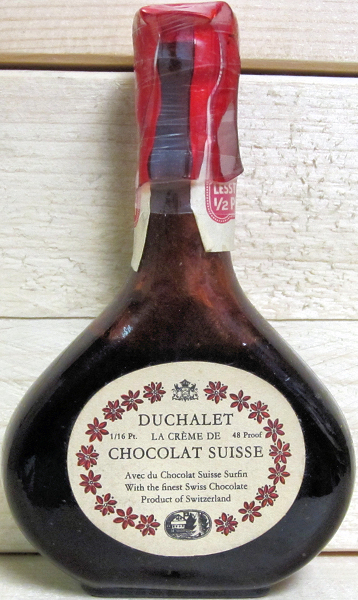 LESS
1/2 P
DUCHALET
1/16 Pt. LA CRÈME DE 48 Proof
CHOCOLAT SUISSE
Avec du Chocolat Suisse Surfin
With the finest Swiss Chocolate
Product of Switzerland